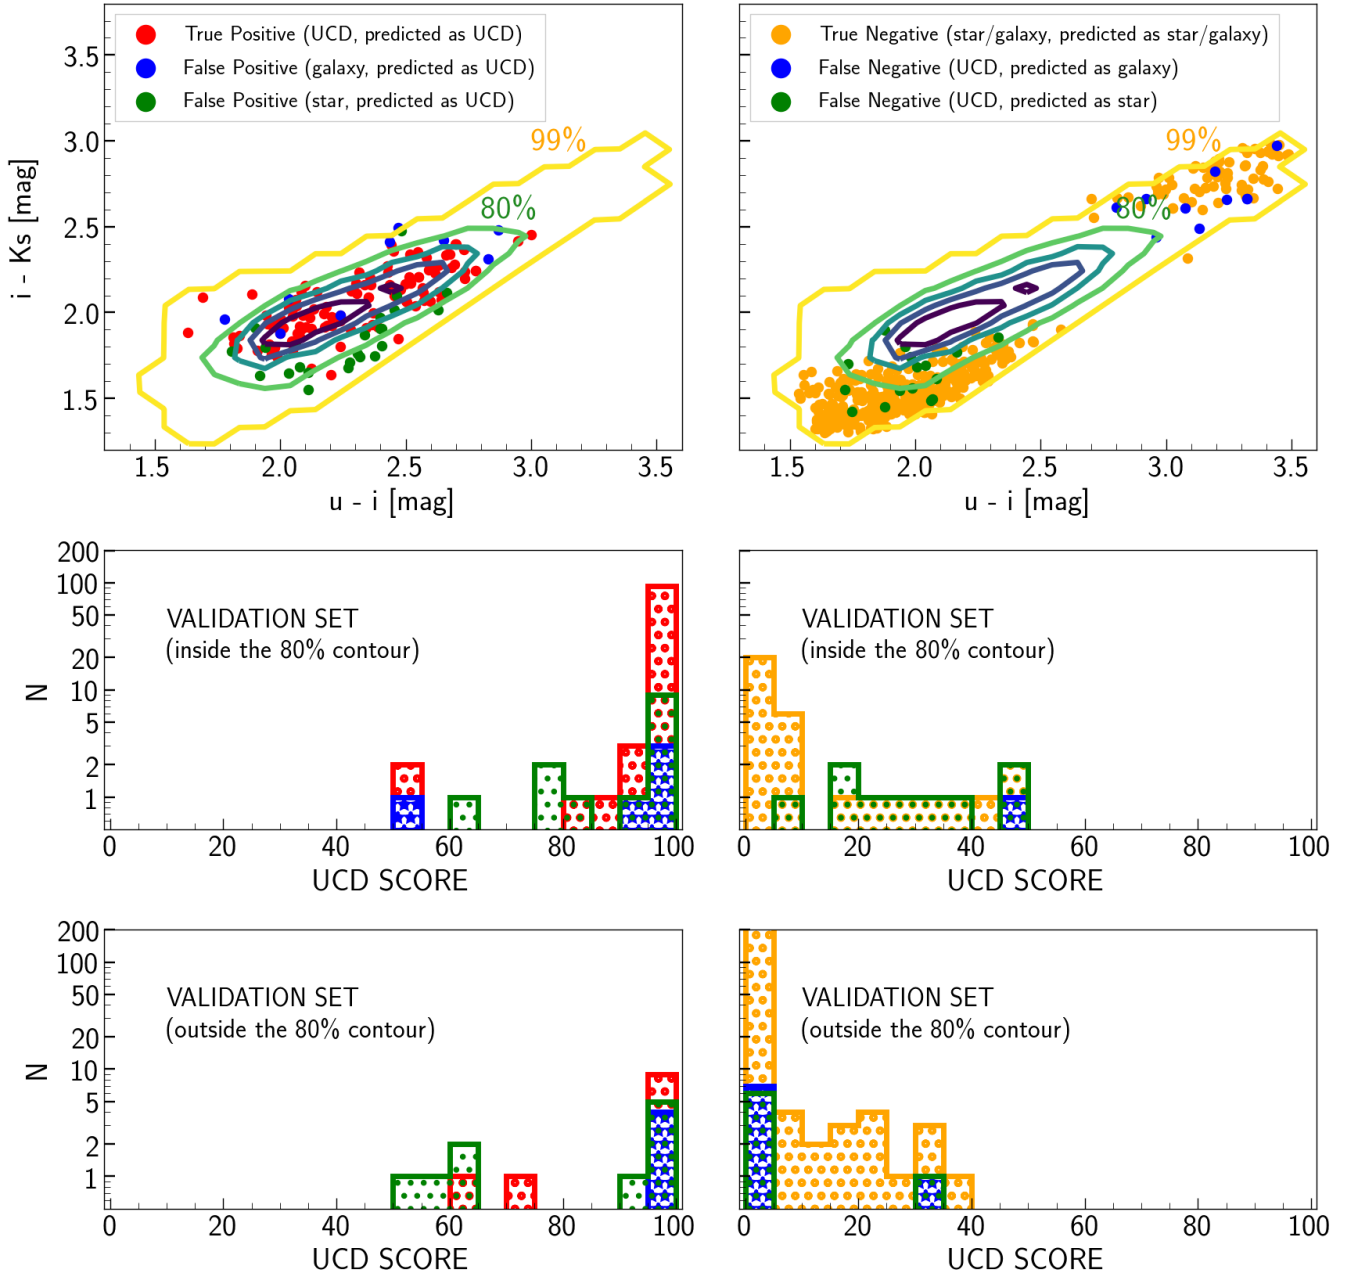 True Positive (UCD, predicted as UCD)
False Positive (galaxy, predicted as UCD)
False Positive (star, predicted as UCD)
99%
80%
3.5
3.0
2.5
2.0
1.5
i - Ks [mag]
1.5 2.0 2.5 3.0 3.5
u - i [mag]
True Negative (star/galaxy, predicted as star/galaxy)
False Negative (UCD, predicted as galaxy)
False Negative (UCD, predicted as star)
99%
80%
1.5 2.0 2.5 3.0 3.5
u - i [mag]
200
100
50
20
10
5
2
1
N
VALIDATION SET
(inside the 80% contour)
0 20 40 60 80 100
UCD SCORE
VALIDATION SET
(inside the 80% contour)
0 20 40 60 80 100
UCD SCORE
200
100
50
20
10
5
2
1
N
VALIDATION SET
(outside the 80% contour)
0 20 40 60 80 100
UCD SCORE
VALIDATION SET
(outside the 80% contour)
0 20 40 60 80 100
UCD SCORE